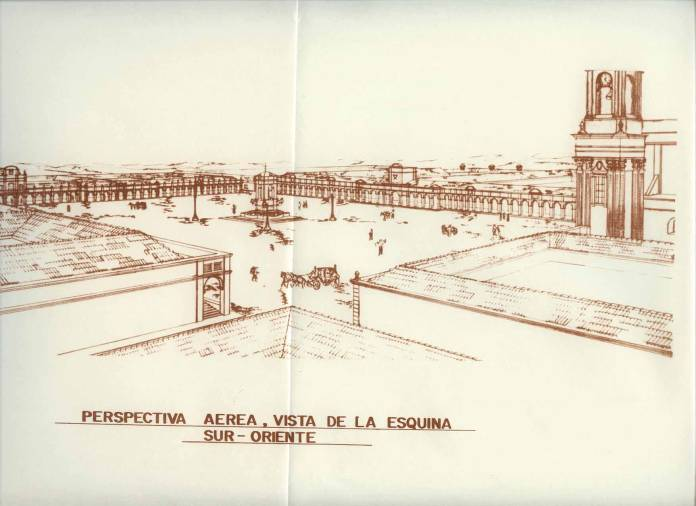 PERSPECTIVA AEREA, VISTA DE LA ESQUINA
SUR-ORIENTE